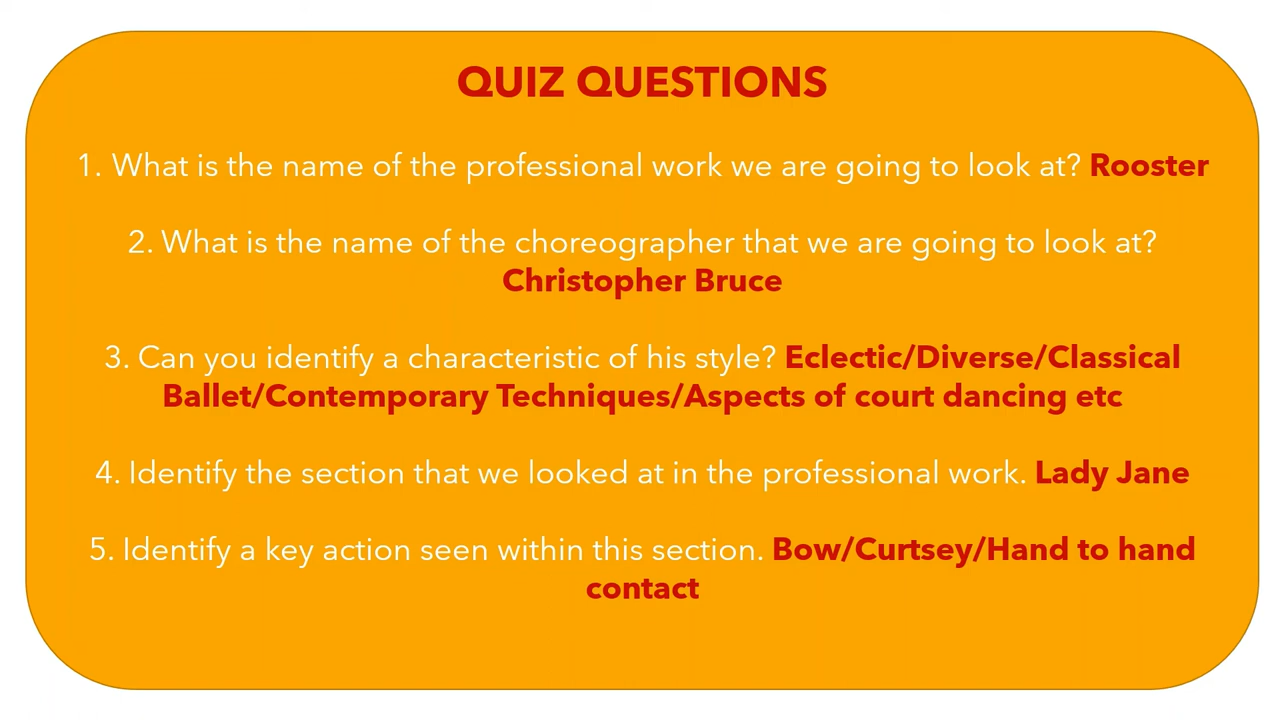 QUIZ QUESTIONS
1. What is the name of the professional work we are going to look at? Rooster
2. What is the name of the choreographer that we are going to look at?
Christopher Bruce
3. Can you identify a characteristic of his style? Eclectic/Diverse/Classical
Ballet/Contemporary Techniques/Aspects of court dancing etc
4. Identify the section that we looked at in the professional work. Lady Jane
5. Identify a key action seen within this section. Bow/Curtsey/Hand to hand
contact